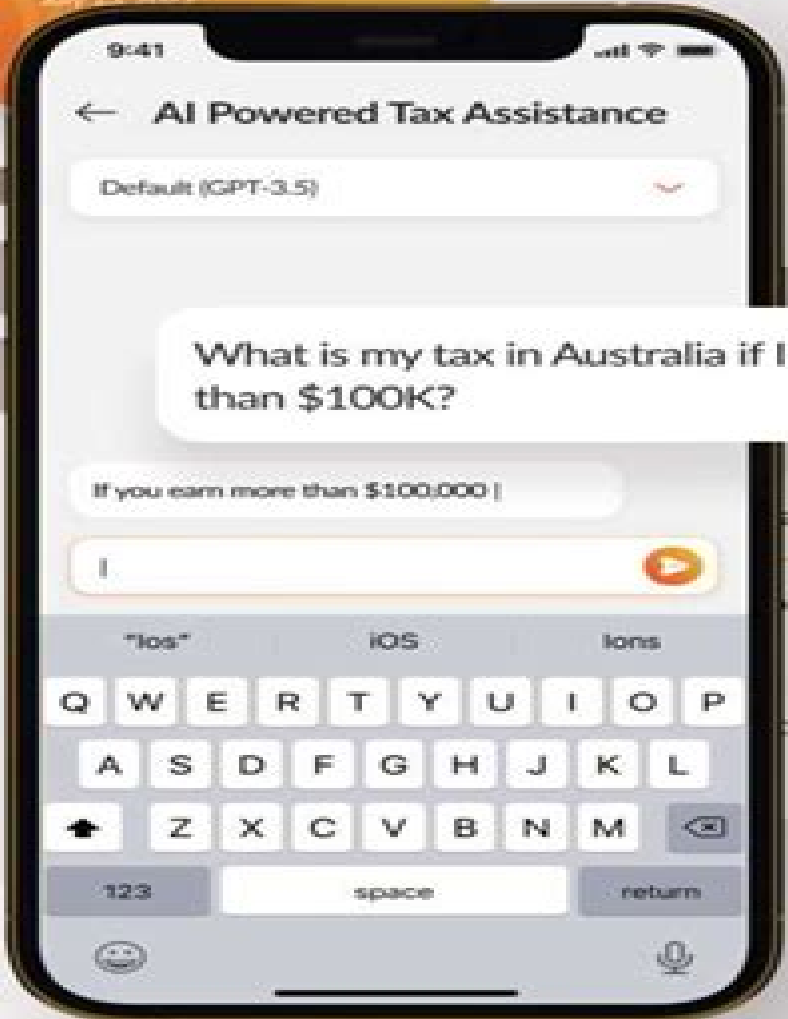 9:41
← AI Powered Tax Assistance
Default (GPT-3.5)
What is my tax in Australia if I
than $100K?
If you earn more than $100,000 |
"Ios" iOS Ions
Q W E R T Y U I O P
A S D F G H J K L
Z X C V B N M
123 space return